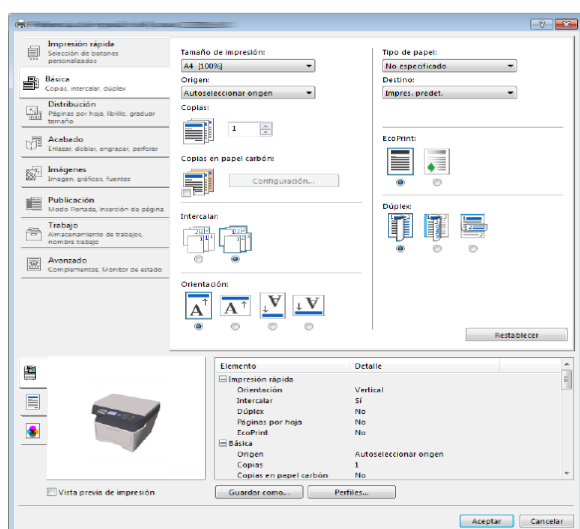 Impresión rápida
Selección de botones
personalizados
Básica
Copias, intercalar, dúplex
Distribución
Páginas por hoja, librillo, graduar
tamaño
Acabado
Enlazar, doblar, engrapar, perforar
Imágenes
Imagen, gráficos, fuentes
Publicación
Modo Portada, inserción de página
Trabajo
Almacenamiento de trabajos,
nombre trabajo
Avanzado
Complementos, Monitor de estado
Tamaño de impresión:
A4 [100%]
Origen:
Autoseleccionar origen
Copias:
1
Copias en papel carbón:
Configuración...
Intercalar:
Orientación:
A A A A
Tipo de papel:
No especificado
Destino:
Impres. predet.
EcoPrint:
Dúplex:
Restablecer
Elemento Detalle
Impresión rápida
Orientación Vertical
Intercalar Sí
Dúplex No
Páginas por hoja No
EcoPrint No
Básica
Origen Autoseleccionar origen
Copias 1
Copias en papel carbón No
Vista previa de impresión
Guardar como... Perfiles...
Aceptar Cancelar